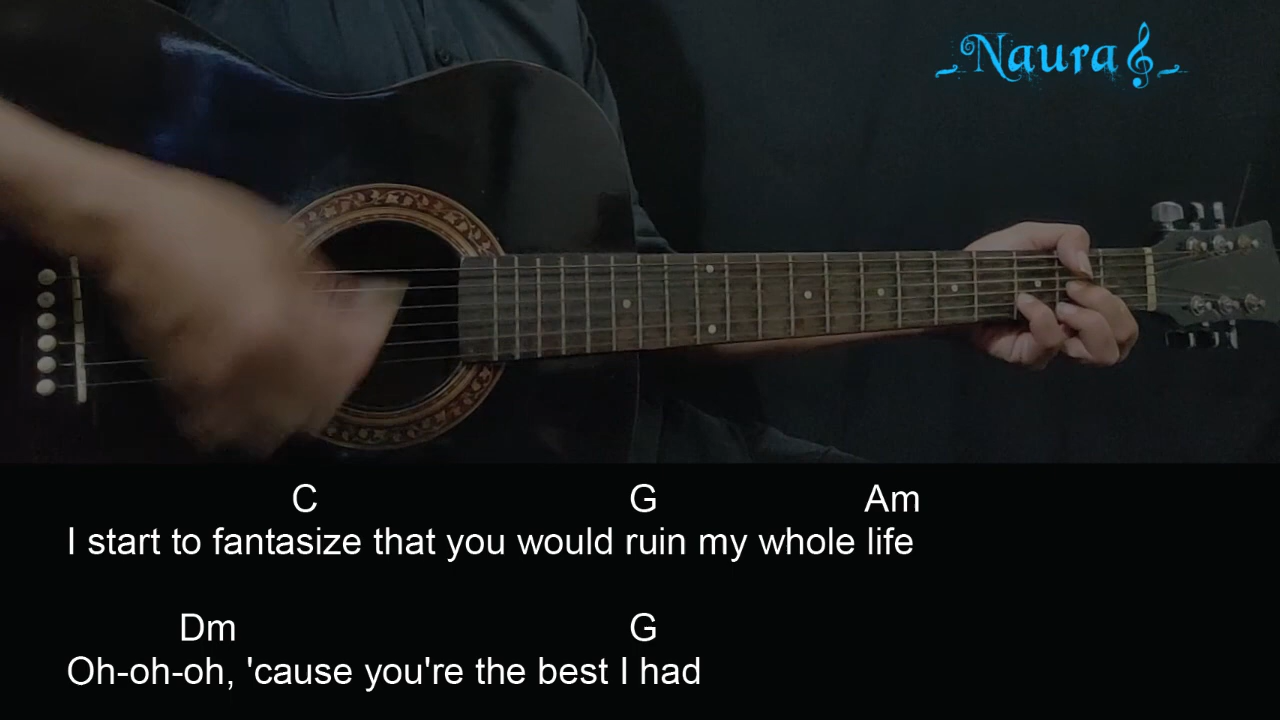 Naura
C G Am
I start to fantasize that you would ruin my whole life
Dm G
Oh-oh-oh, 'cause you're the best I had